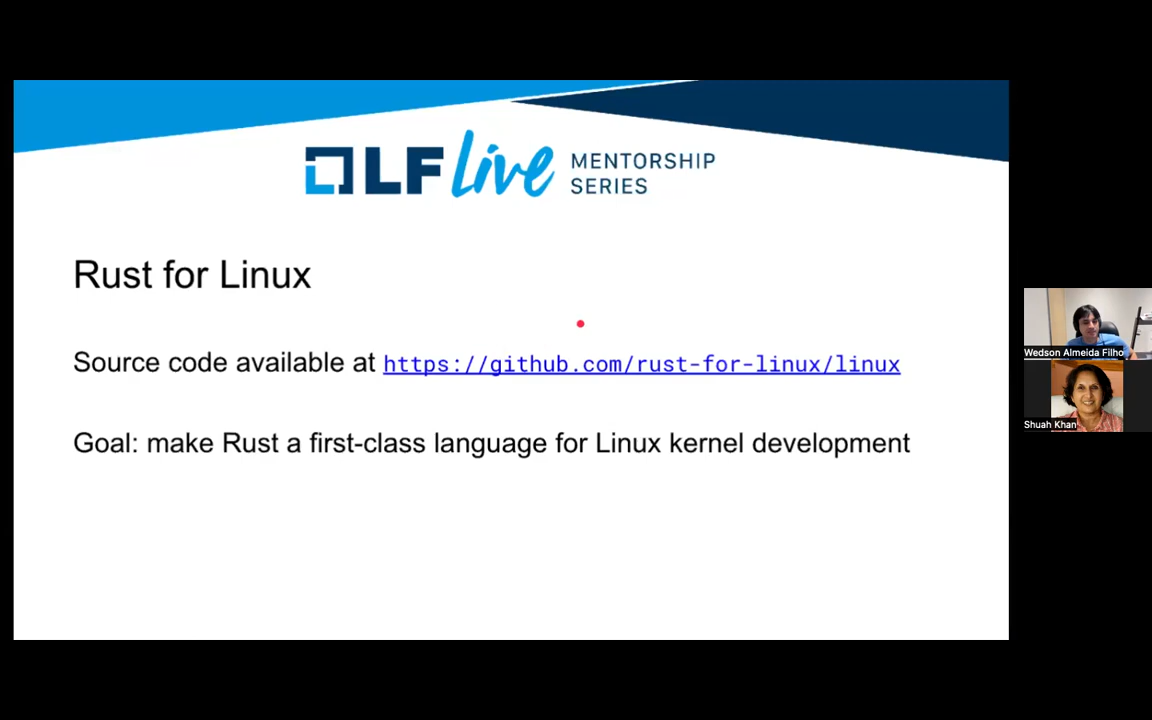 LF Live MENTORSHIP
SERIES
Rust for Linux
Source code available at https://github.com/rust-for-linux/linux
Goal: make Rust a first-class language for Linux kernel development
Wedson Almeida Filho
Shuah Khan